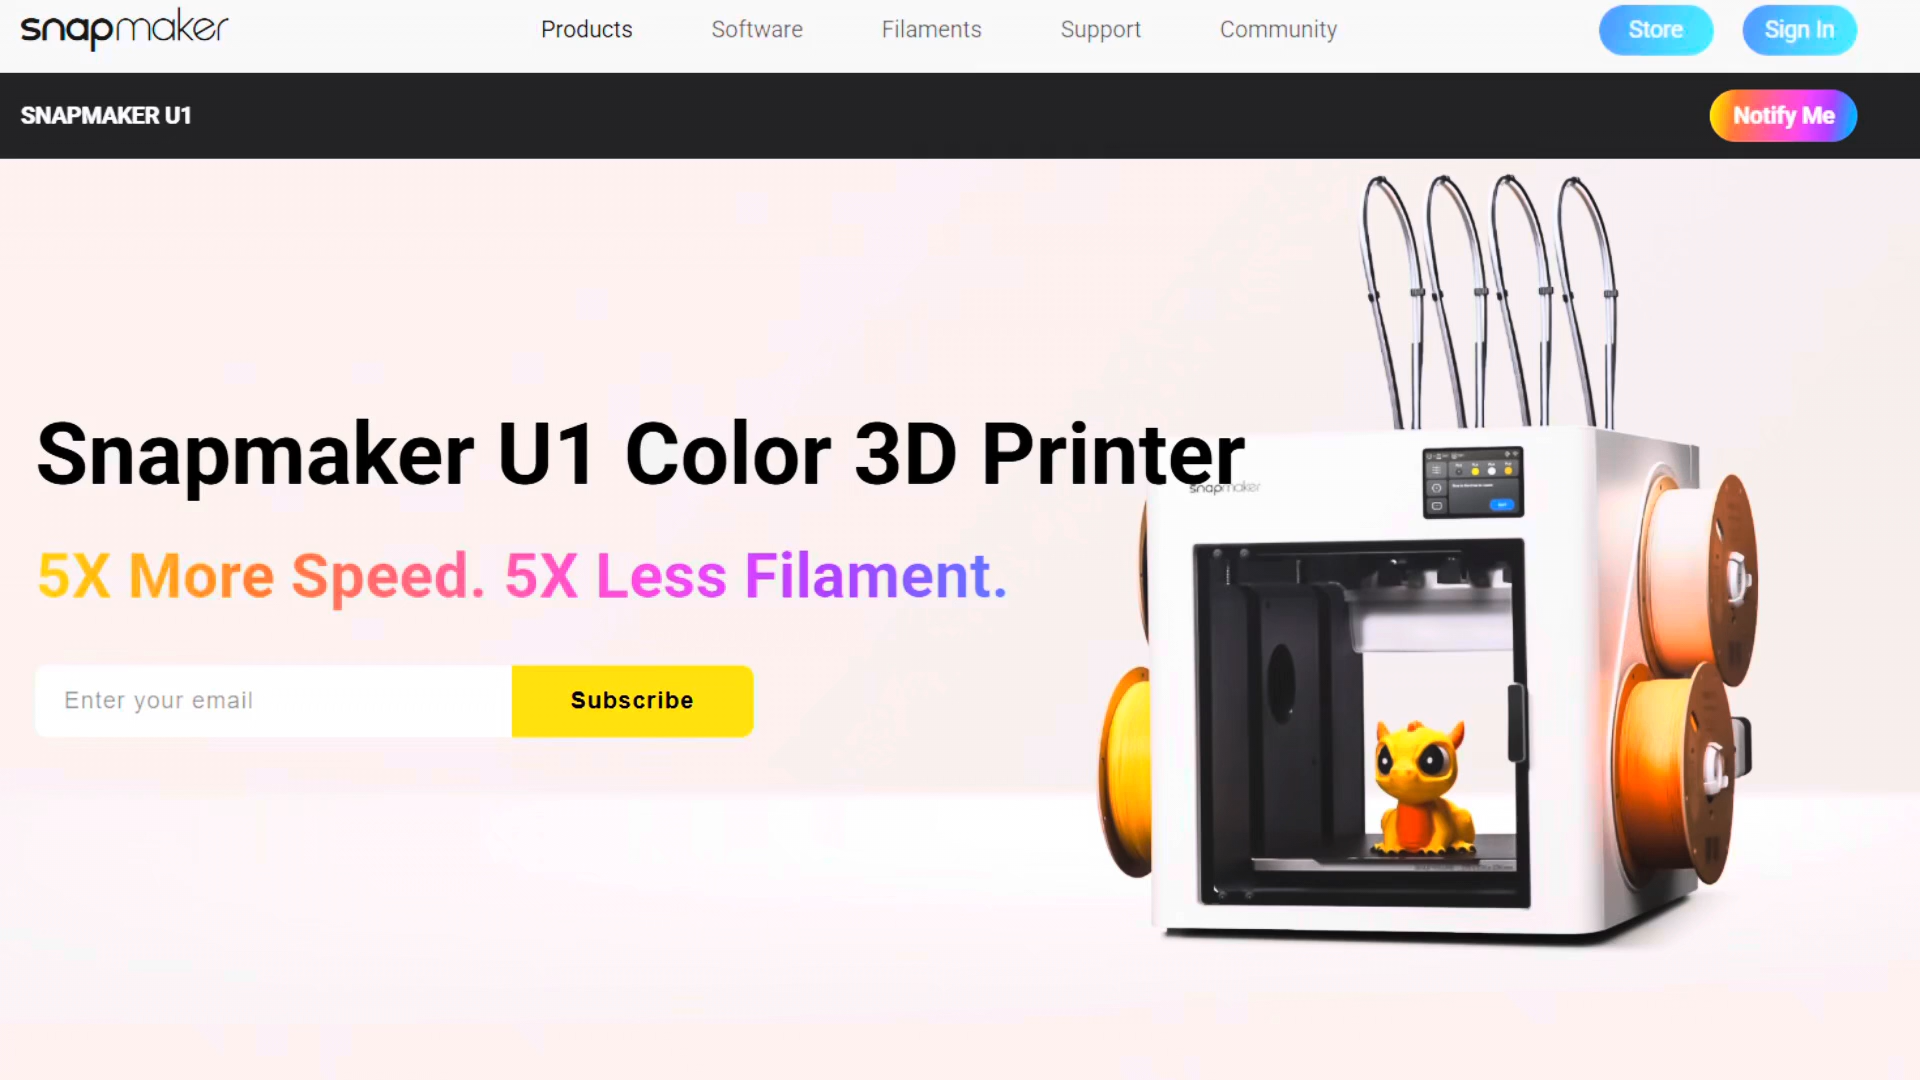 snapmaker
Products
Software
Filaments
Support
Community
Store
Sign In
SNAPMAKER U1
Notify Me
Snapmaker U1 Color 3D Printer
snapmaker
5X More Speed. 5X Less Filament.
Enter your email
Subscribe